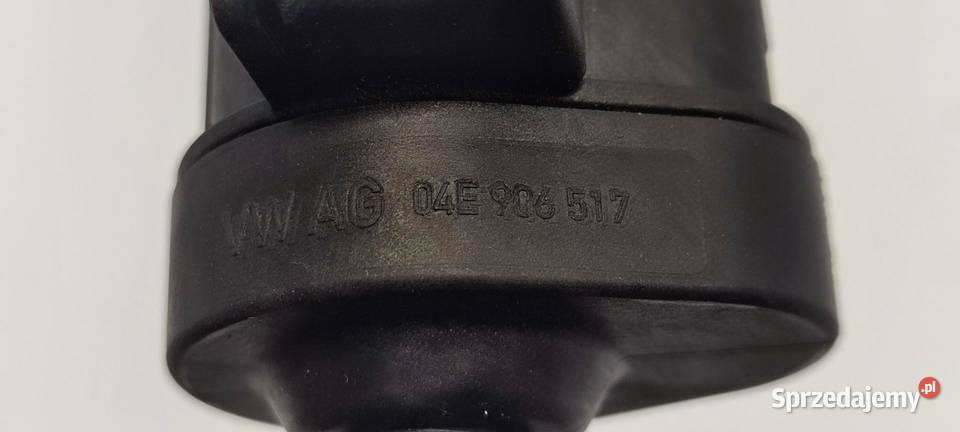 VW AG 04E 906 517
Sprzedajemy.pl